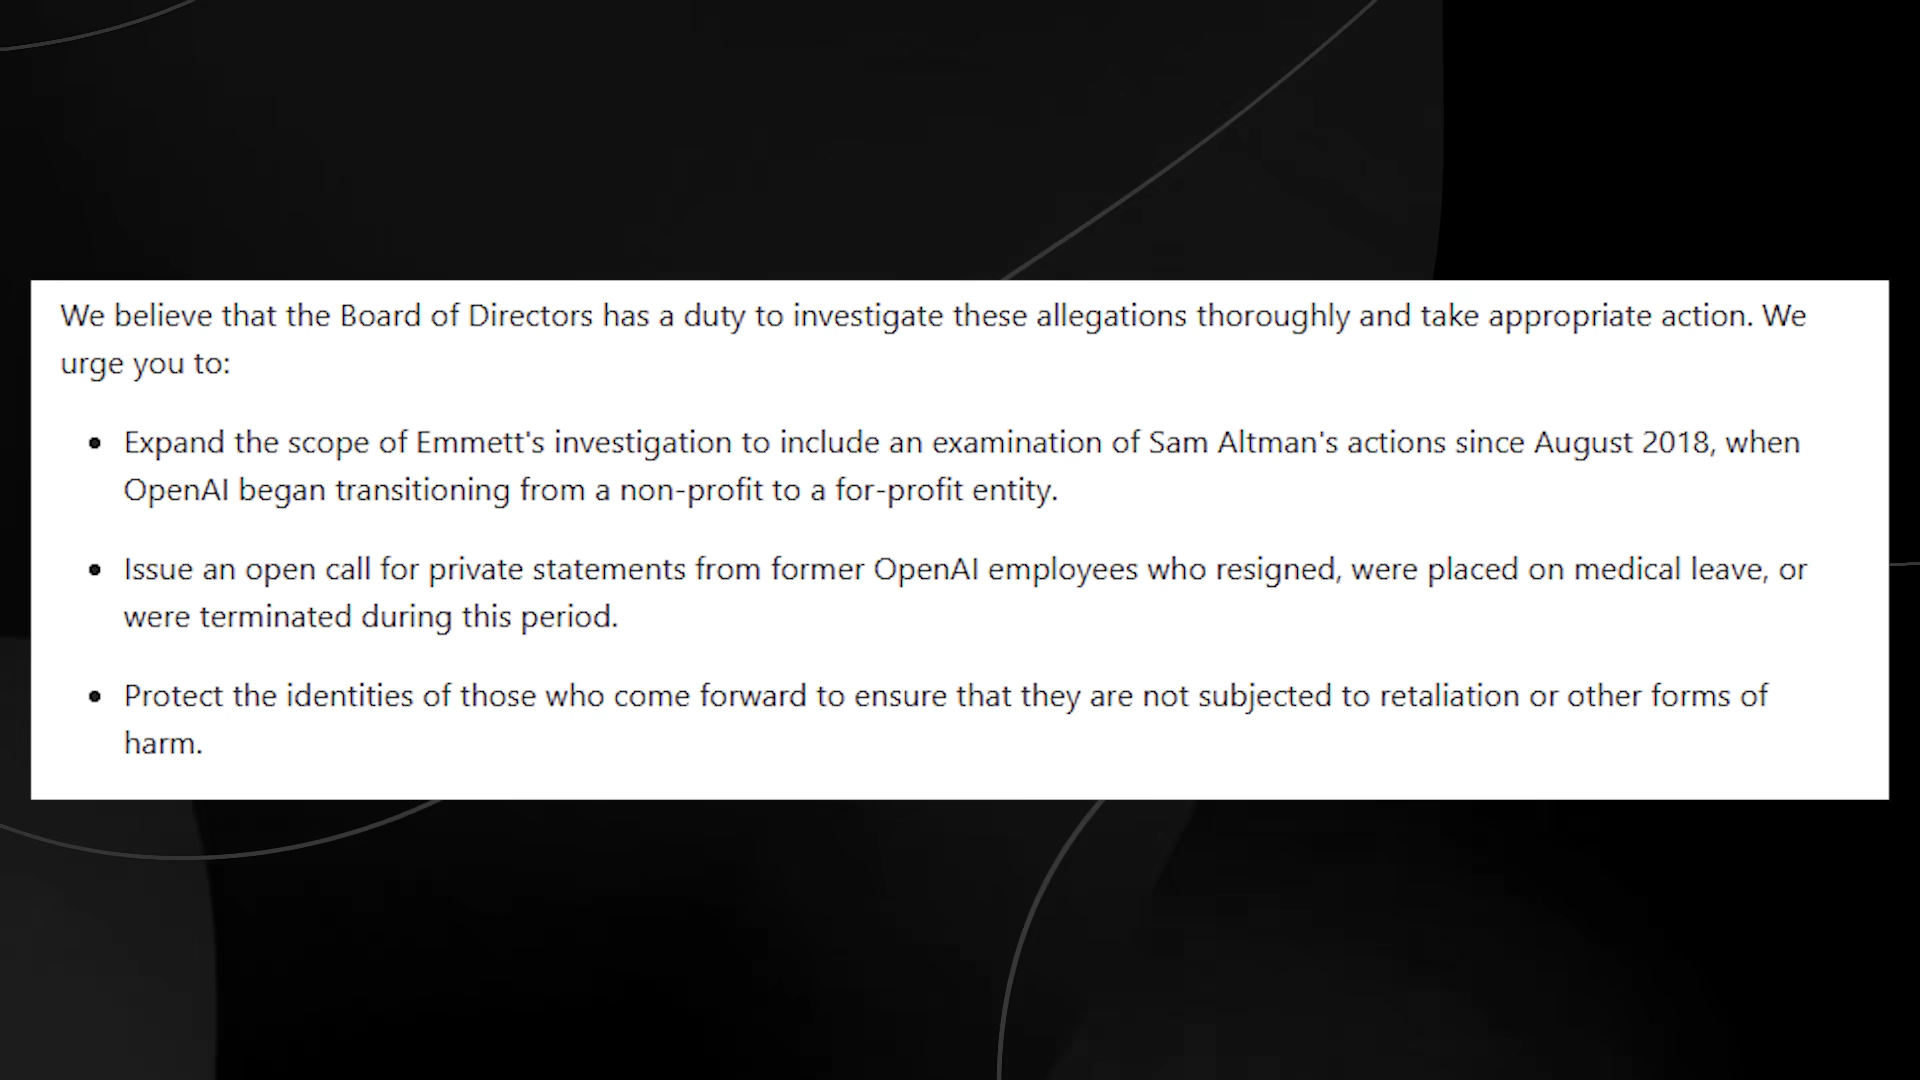 We believe that the Board of Directors has a duty to investigate these allegations thoroughly and take appropriate action. We
urge you to:
• Expand the scope of Emmett's investigation to include an examination of Sam Altman's actions since August 2018, when
OpenAI began transitioning from a non-profit to a for-profit entity.
• Issue an open call for private statements from former OpenAI employees who resigned, were placed on medical leave, or
were terminated during this period.
• Protect the identities of those who come forward to ensure that they are not subjected to retaliation or other forms of
harm.